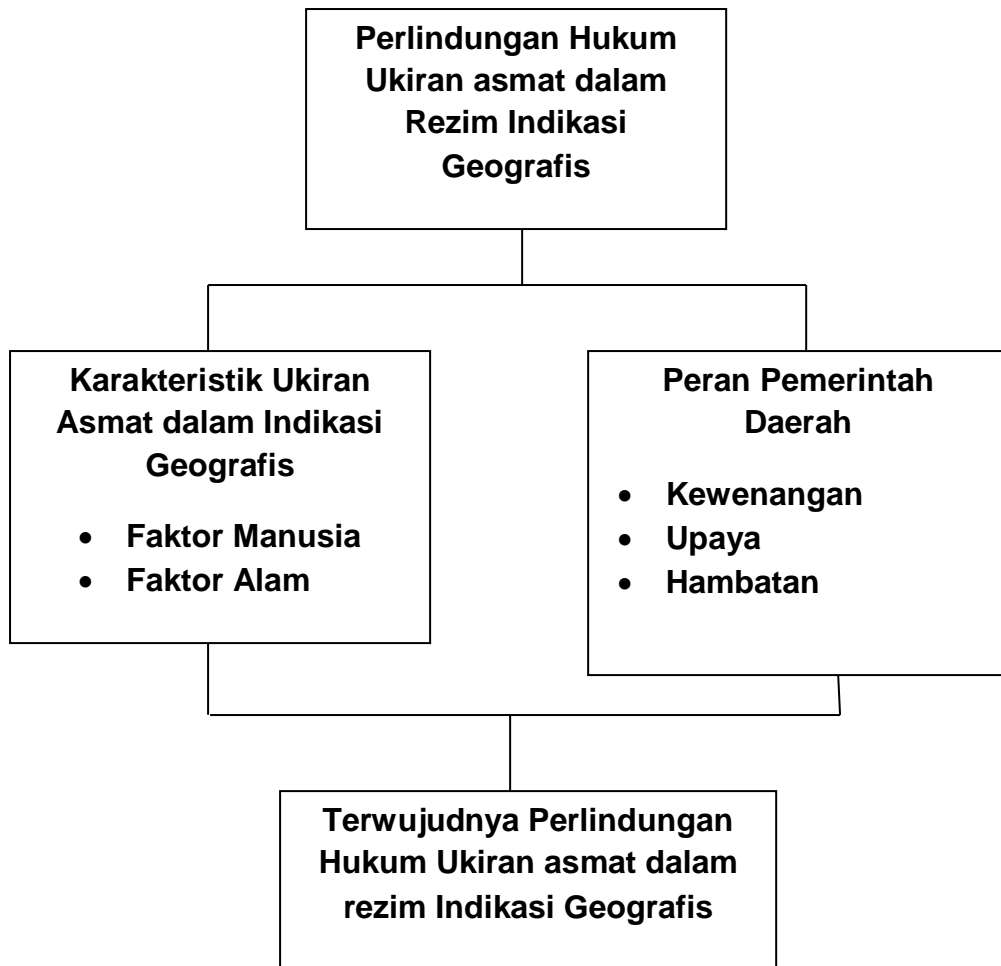 Perlindungan Hukum
Ukiran asmat dalam
Rezim Indikasi
Geografis
Karakteristik Ukiran
Asmat dalam Indikasi
Geografis
• Faktor Manusia
• Faktor Alam
Peran Pemerintah
Daerah
• Kewenangan
• Upaya
• Hambatan
Terwujudnya Perlindungan
Hukum Ukiran asmat dalam
rezim Indikasi Geografis